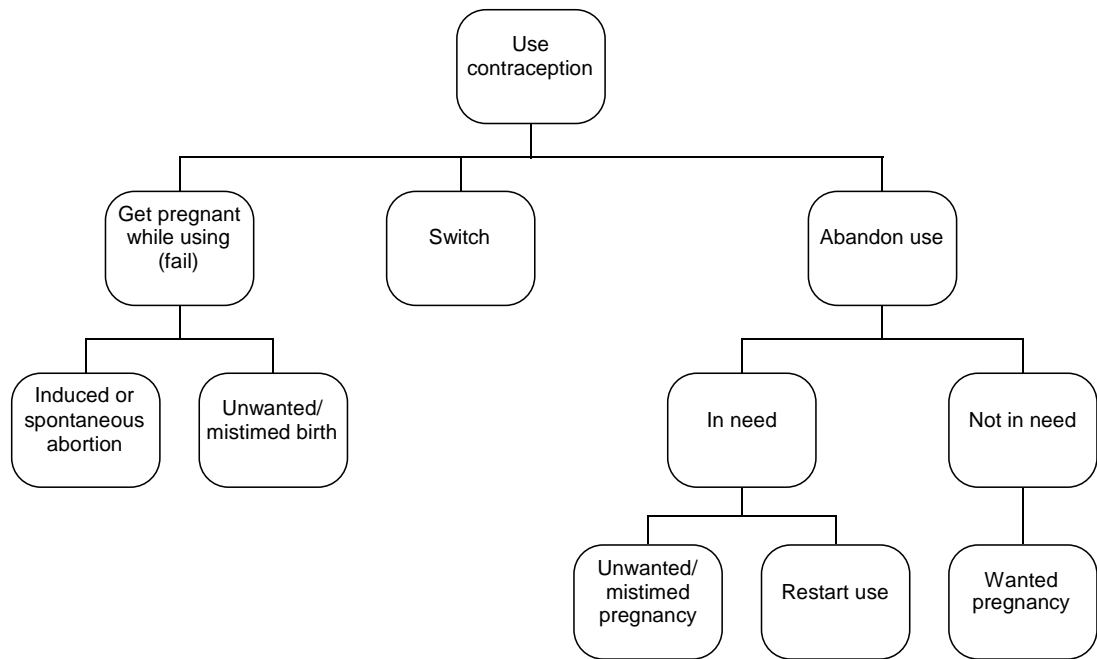 Use
contraception
Get pregnant
while using
(fail)
Switch
Abandon use
Induced or
spontaneous
abortion
Unwanted/
mistimed birth
In need
Not in need
Unwanted/
mistimed
pregnancy
Restart use
Wanted
pregnancy